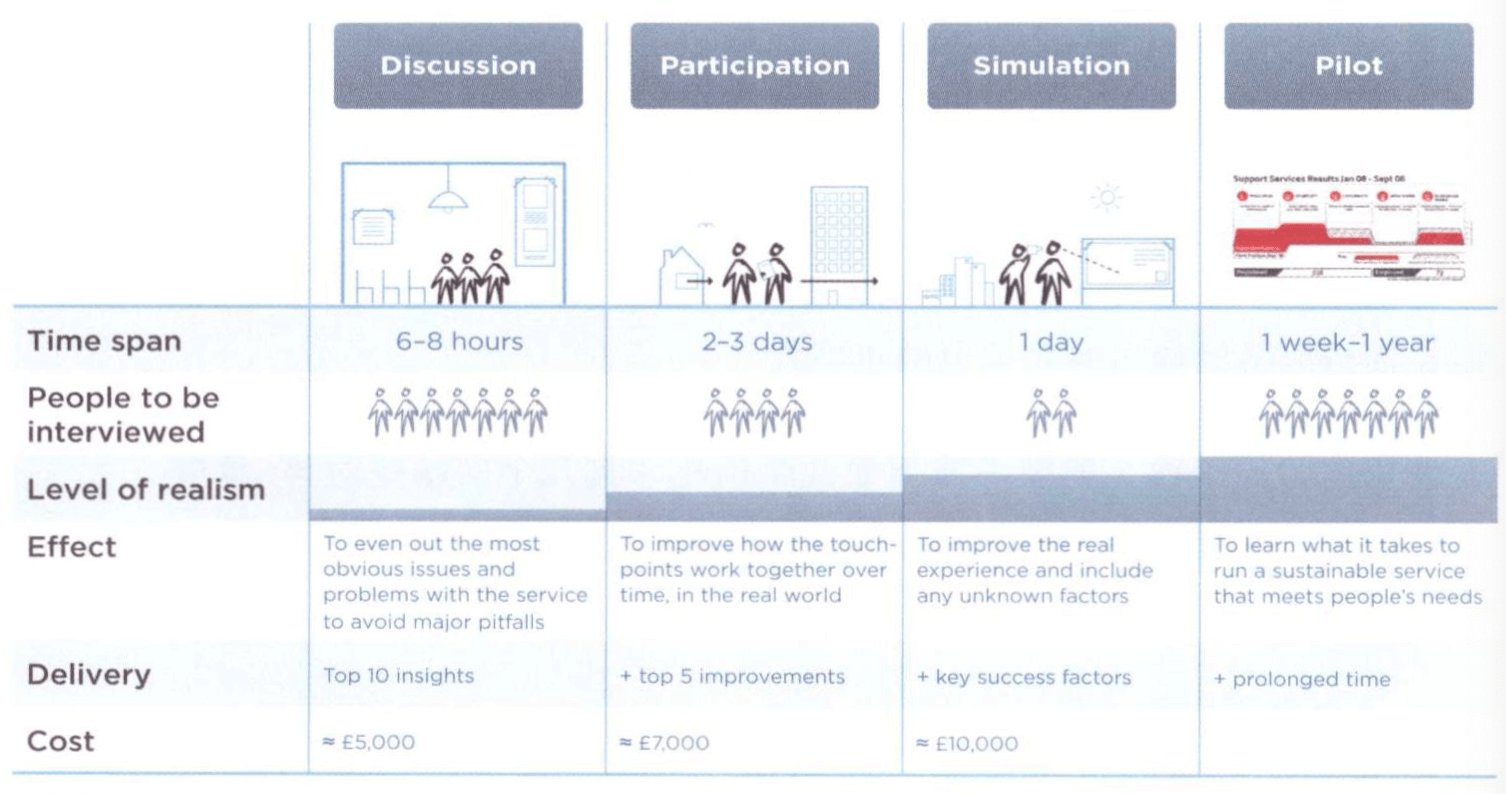 Discussion
Participation
Simulation
Pilot
Support Services Results Jan 08 - Sept 08
Time span
6–8 hours
2–3 days
1 day
1 week–1 year
People to be
interviewed
Level of realism
Effect
To even out the most
obvious issues and
problems with the service
to avoid major pitfalls
To improve how the touch-
points work together over
time, in the real world
To improve the real
experience and include
any unknown factors
To learn what it takes to
run a sustainable service
that meets people's needs
Delivery
Top 10 insights
+ top 5 improvements
+ key success factors
+ prolonged time
Cost
≈ £5,000
≈ £7,000
≈ £10,000